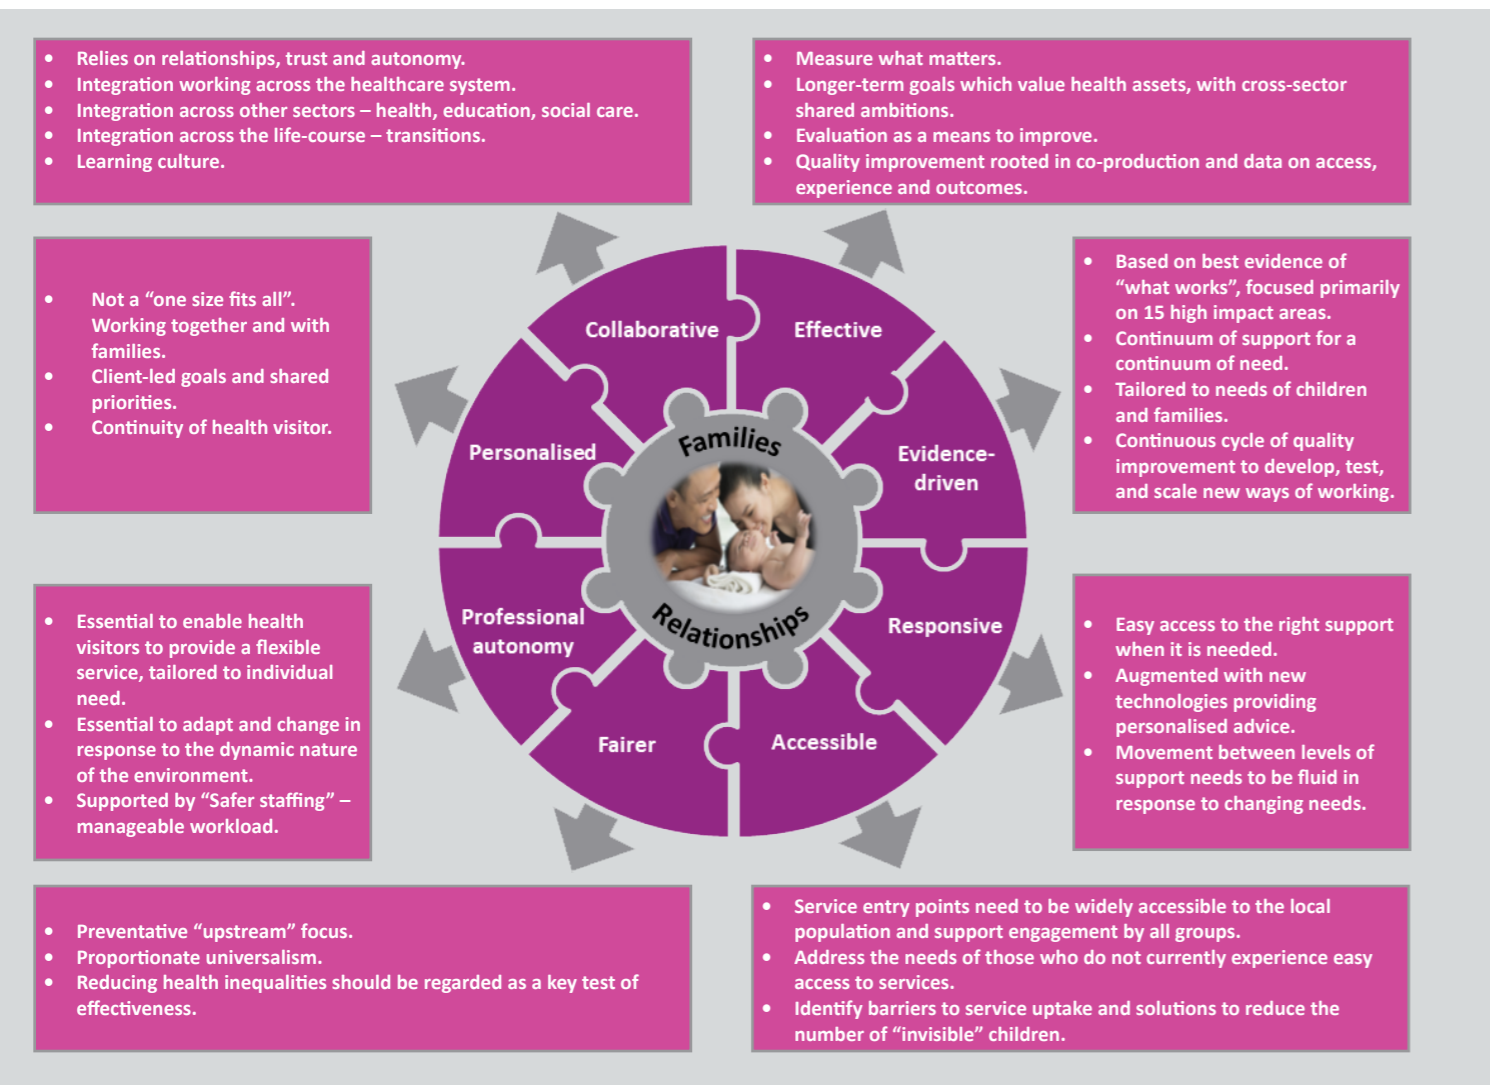 • Relies on relationships, trust and autonomy.
• Integration working across the healthcare system.
• Integration across other sectors – health, education, social care.
• Integration across the life-course – transitions.
• Learning culture.
• Measure what matters.
• Longer-term goals which value health assets, with cross-sector
shared ambitions.
• Evaluation as a means to improve.
• Quality improvement rooted in co-production and data on access,
experience and outcomes.
• Not a “one size fits all”.
Working together and with
families.
• Client-led goals and shared
priorities.
• Continuity of health visitor.
• Based on best evidence of
“what works”, focused primarily
on 15 high impact areas.
• Continuum of support for a
continuum of need.
• Tailored to needs of children
and families.
• Continuous cycle of quality
improvement to develop, test,
and scale new ways of working.
Collaborative
Effective
Personalised
Evidence-
driven
Families
Relationships
Professional
autonomy
Responsive
Fairer
Accessible
• Essential to enable health
visitors to provide a flexible
service, tailored to individual
need.
• Essential to adapt and change in
response to the dynamic nature
of the environment.
• Supported by “Safer staffing” –
manageable workload.
• Easy access to the right support
when it is needed.
• Augmented with new
technologies providing
personalised advice.
• Movement between levels of
support needs to be fluid in
response to changing needs.
• Preventative “upstream” focus.
• Proportionate universalism.
• Reducing health inequalities should be regarded as a key test of
effectiveness.
• Service entry points need to be widely accessible to the local
population and support engagement by all groups.
• Address the needs of those who do not currently experience easy
access to services.
• Identify barriers to service uptake and solutions to reduce the
number of “invisible” children.